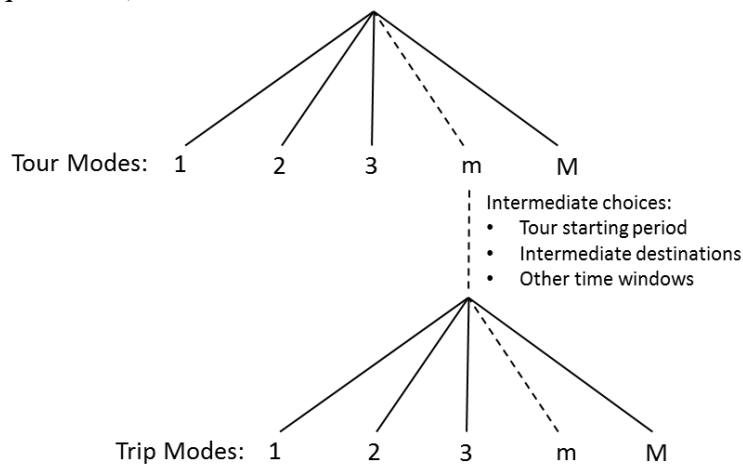 Tour Modes: 1 2 3 m M
Intermediate choices:
• Tour starting period
• Intermediate destinations
• Other time windows
Trip Modes: 1 2 3 m M